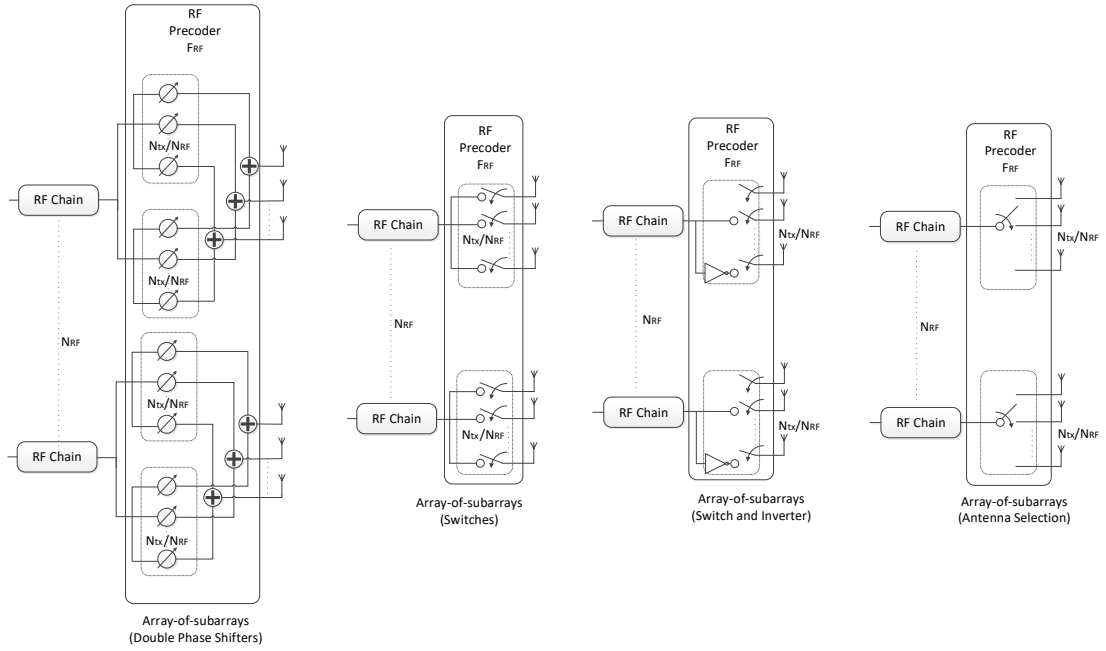 RF
Precoder
FRF
Ntx/NRF
RF Chain
Ntx/NRF
NRF
Ntx/NRF
RF Chain
Ntx/NRF
Array-of-subarrays
(Double Phase Shifters)
RF
Precoder
FRF
RF Chain
Ntx/NRF
NRF
RF Chain
Ntx/NRF
Array-of-subarrays
(Switches)
RF
Precoder
FRF
RF Chain
Ntx/NRF
NRF
RF Chain
Ntx/NRF
Array-of-subarrays
(Switch and Inverter)
RF
Precoder
FRF
RF Chain
Ntx/NRF
NRF
RF Chain
Ntx/NRF
Array-of-subarrays
(Antenna Selection)